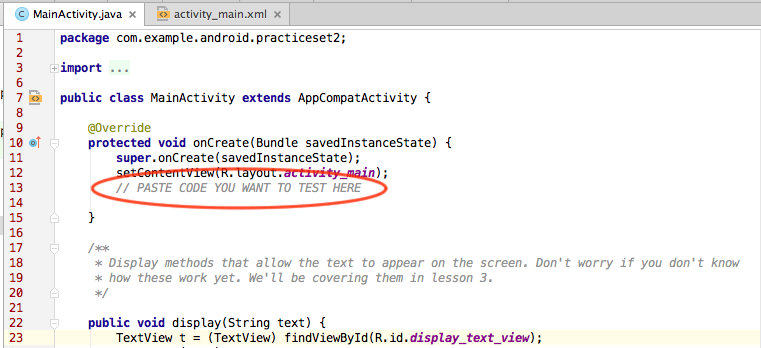 MainActivity.java × activity_main.xml ×
1 package com.example.android.practiceset2;
2
3 import ...
6
7 public class MainActivity extends AppCompatActivity {
8
9 @Override
10 protected void onCreate(Bundle savedInstanceState) {
11 super.onCreate(savedInstanceState);
12 setContentView(R.layout.activity_main);
13 // PASTE CODE YOU WANT TO TEST HERE
14
15 }
16
17 /**
18 * Display methods that allow the text to appear on the screen. Don't worry if you don't know
19 * how these work yet. We'll be covering them in lesson 3.
20 */
21
22 public void display(String text) {
23 TextView t = (TextView) findViewById(R.id.display_text_view);